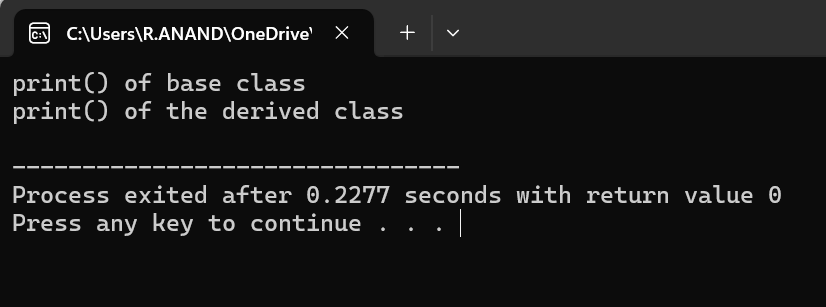 C:\Users\R.ANAND\OneDrive\
print() of base class
print() of the derived class
--------------------------------
Process exited after 0.2277 seconds with return value 0
Press any key to continue . . .